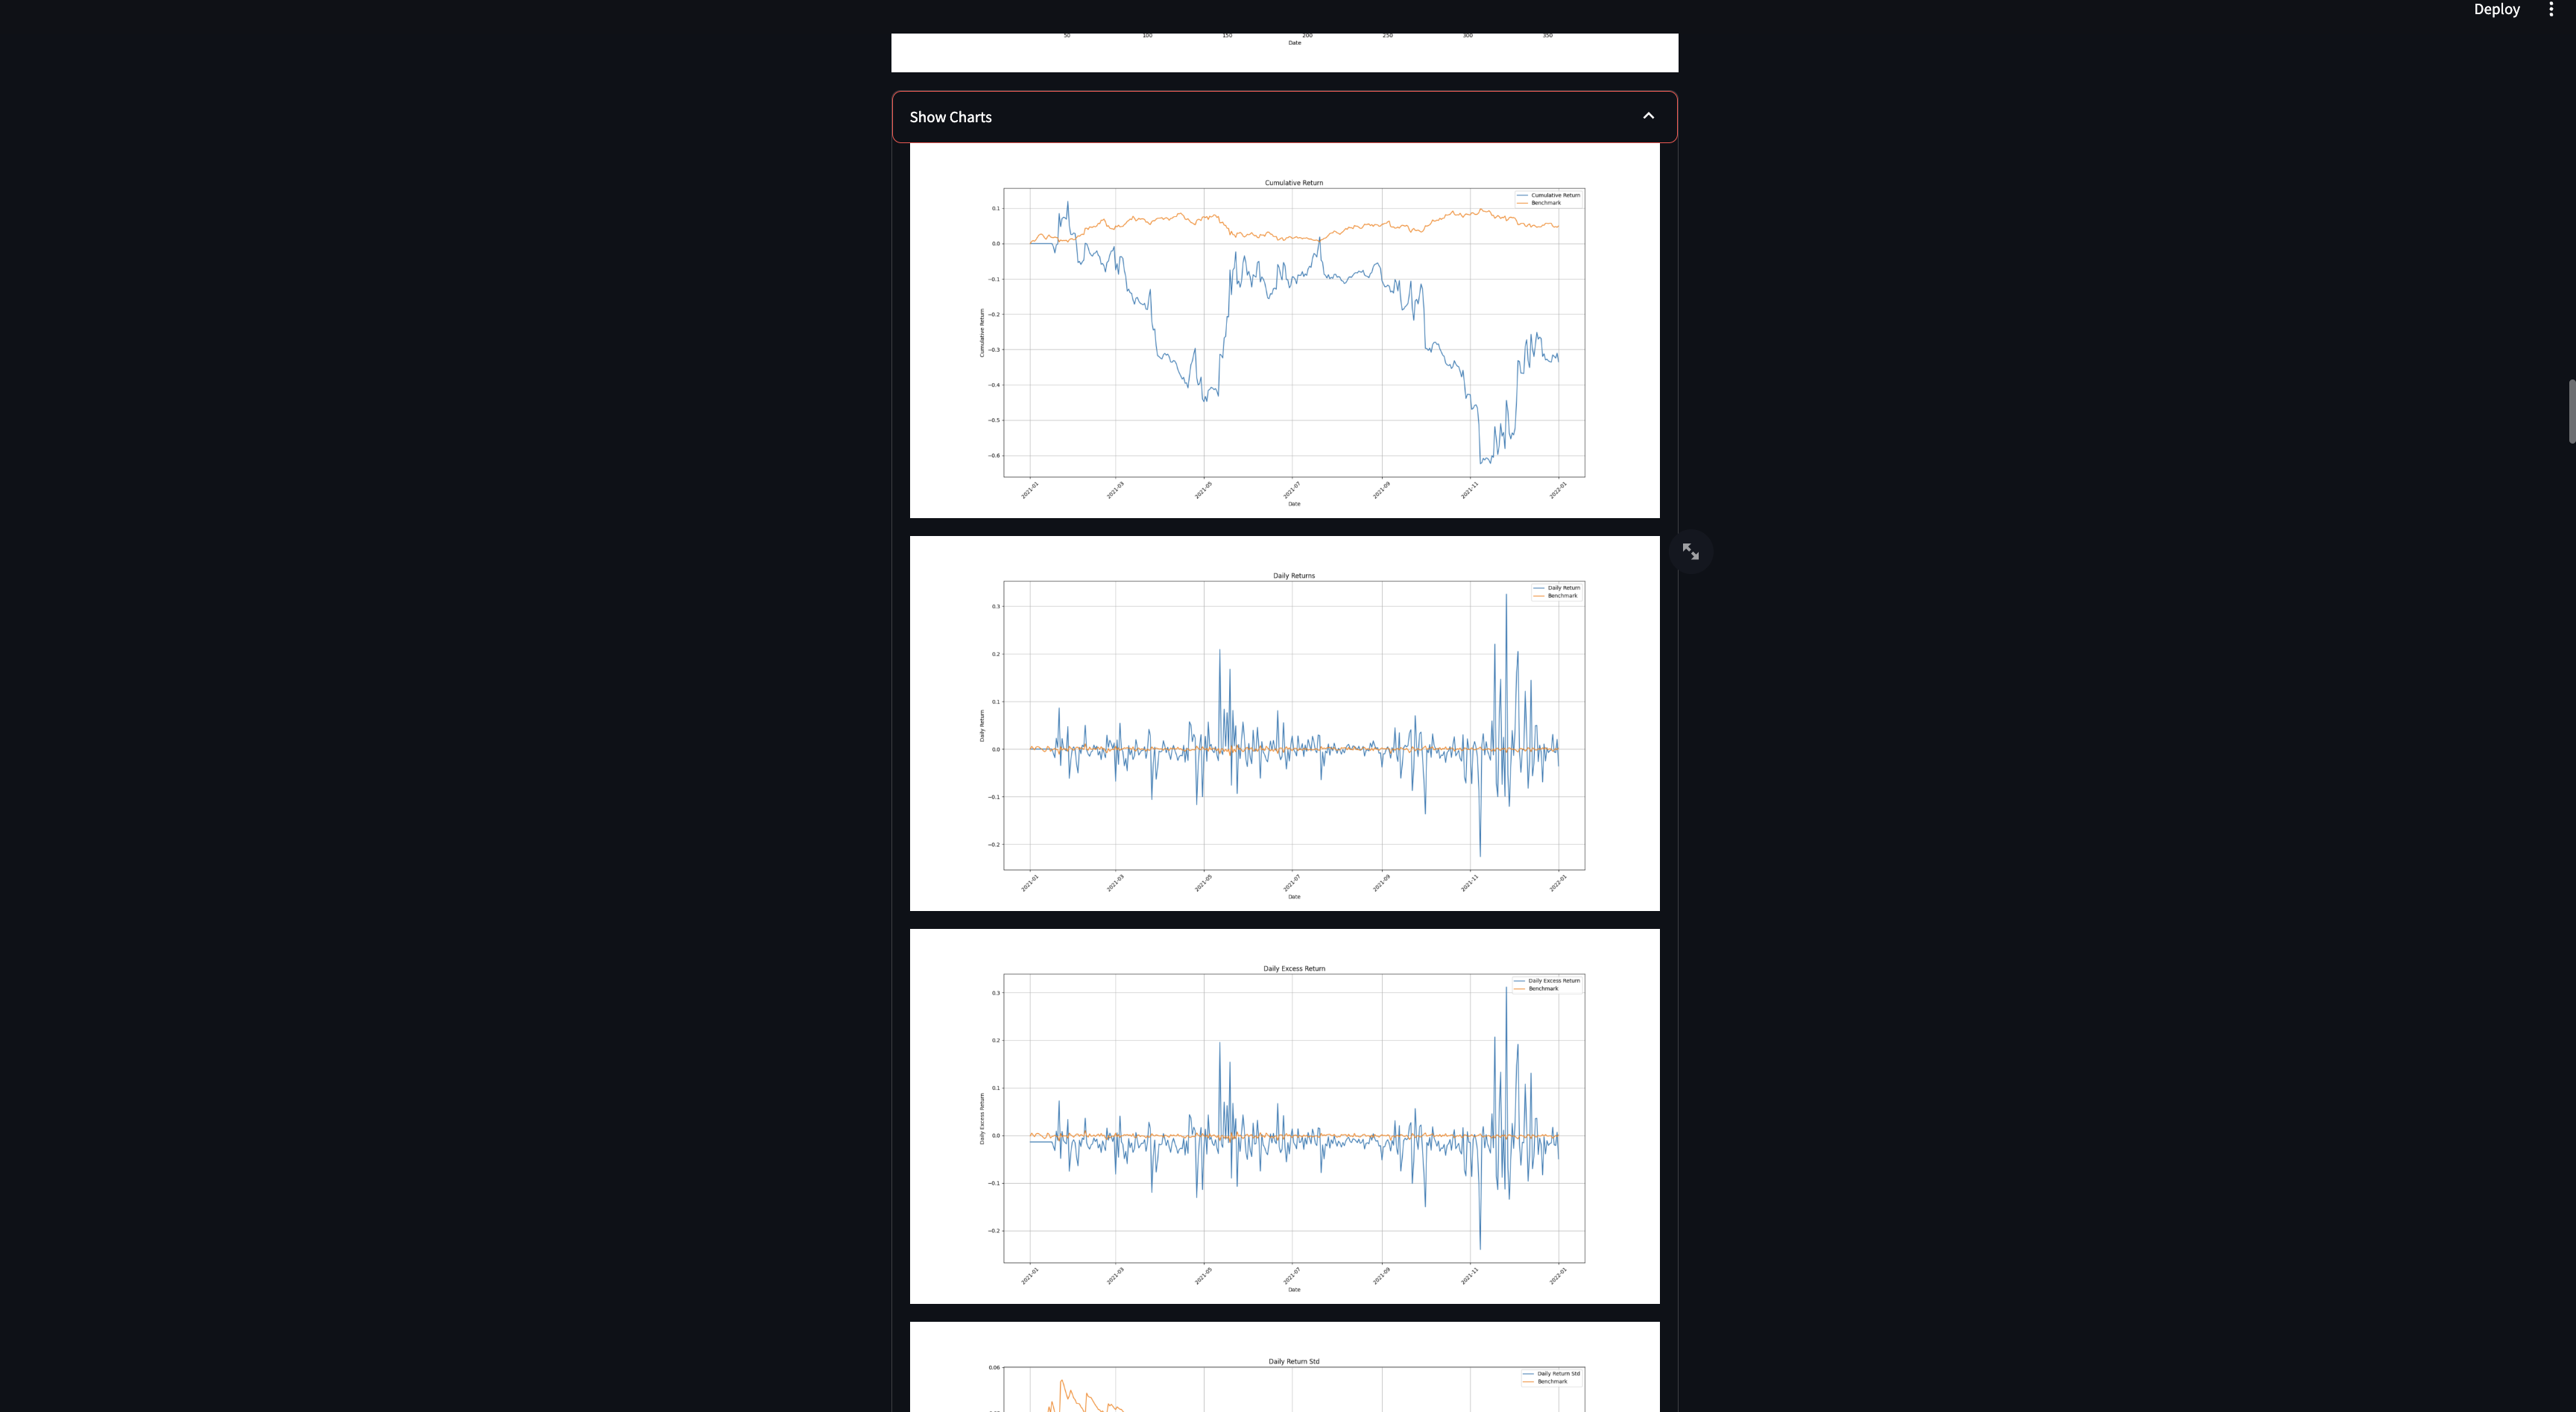 Deploy
50 100 150 200 250 300 350
Date
Show Charts
Cumulative Return
Cumulative Return
Benchmark
0.1
0.0
−0.1
−0.2
−0.3
−0.4
−0.5
−0.6
Cumulative Return
2021-01 2021-03 2021-05 2021-07 2021-09 2021-11 2022-01
Date
Daily Returns
Daily Return
Benchmark
0.3
0.2
0.1
0.0
−0.1
−0.2
Daily Return
2021-01 2021-03 2021-05 2021-07 2021-09 2021-11 2022-01
Date
Daily Excess Return
Daily Excess Return
Benchmark
0.3
0.2
0.1
0.0
−0.1
−0.2
Daily Excess Return
2021-01 2021-03 2021-05 2021-07 2021-09 2021-11 2022-01
Date
Daily Return Std
Daily Return Std
Benchmark
0.06